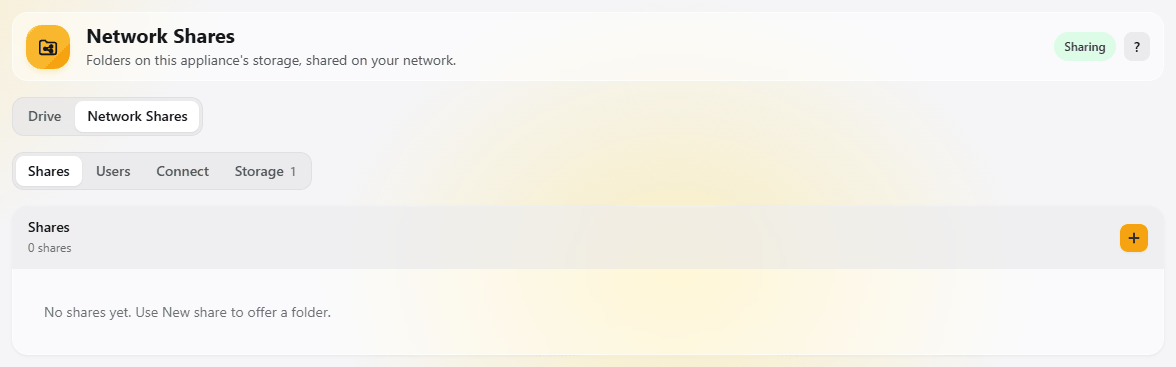 Network Shares
Folders on this appliance's storage, shared on your network.
Sharing
?
Drive
Network Shares
Shares
Users
Connect
Storage 1
Shares
0 shares
+
No shares yet. Use New share to offer a folder.